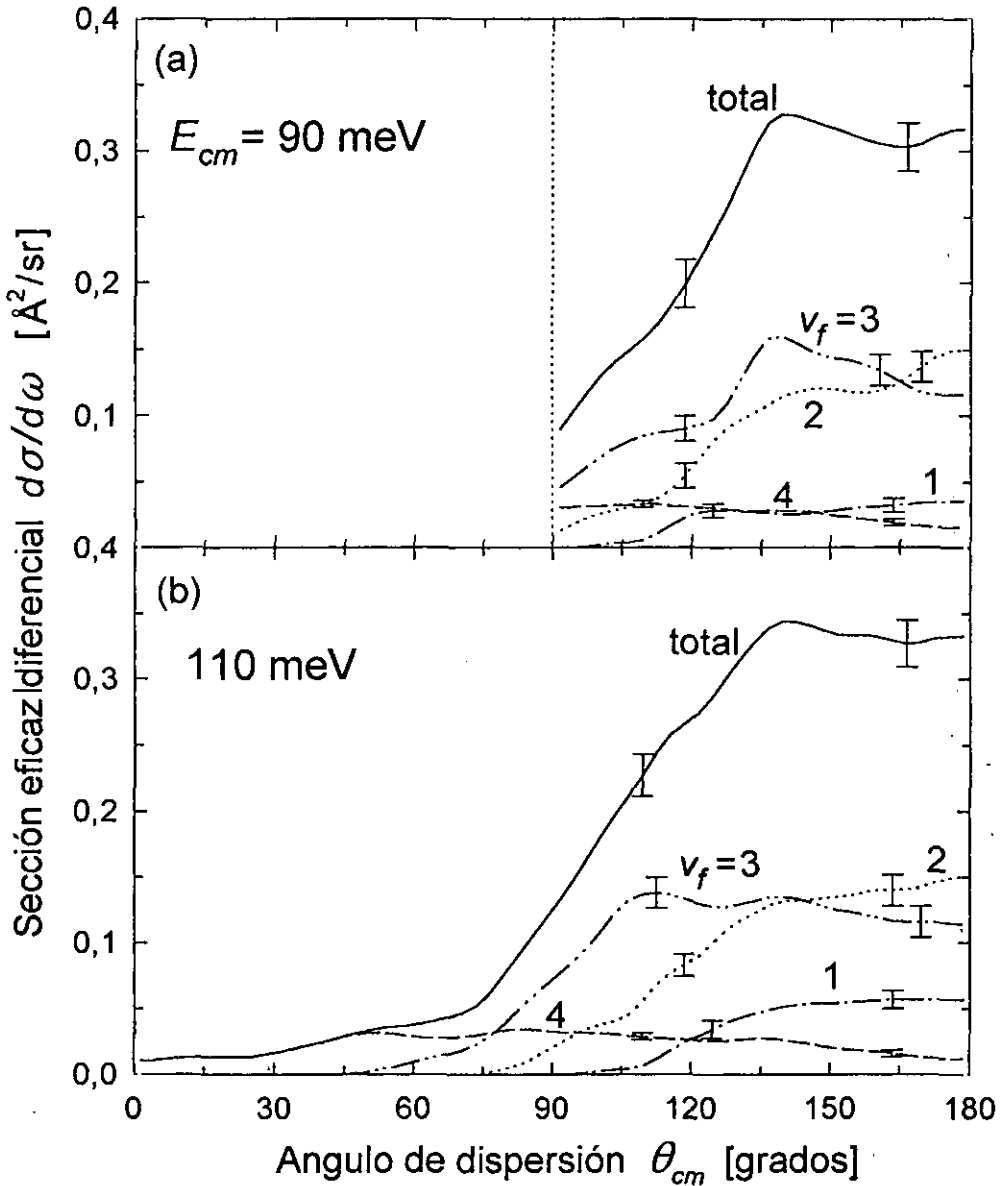 0,4
(a)
total
E_cm = 90 meV
0,3
0,2
v_f = 3
2
0,1
4
1
0,4
(b)
total
110 meV
0,3
0,2
v_f = 3
2
0,1
4
1
0,0
0 30 60 90 120 150 180
Angulo de dispersión θ_cm [grados]
Sección eficaz diferencial dσ/dω [Å²/sr]